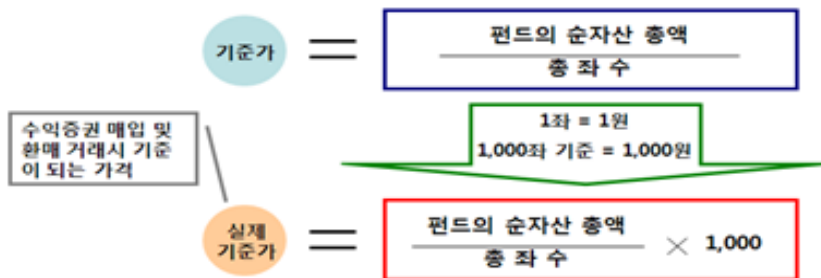 기준가
펀드의 순자산 총액
총 좌 수
수익증권 매입 및
환매 거래시 기준
이 되는 가격
1좌 = 1원
1,000좌 기준 = 1,000원
실제
기준가
펀드의 순자산 총액
총 좌 수
× 1,000